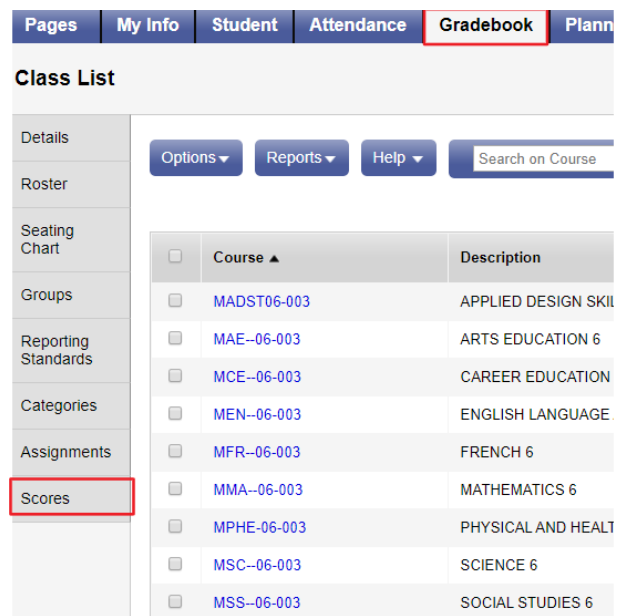 Pages My Info Student Attendance Gradebook Plann
Class List
Details
Roster
Seating
Chart
Groups
Reporting
Standards
Categories
Assignments
Scores
Options Reports Help Search on Course
Course Description
MADST06-003 APPLIED DESIGN SKIL
MAE--06-003 ARTS EDUCATION 6
MCE--06-003 CAREER EDUCATION
MEN--06-003 ENGLISH LANGUAGE
MFR--06-003 FRENCH 6
MMA--06-003 MATHEMATICS 6
MPHE-06-003 PHYSICAL AND HEALT
MSC--06-003 SCIENCE 6
MSS--06-003 SOCIAL STUDIES 6